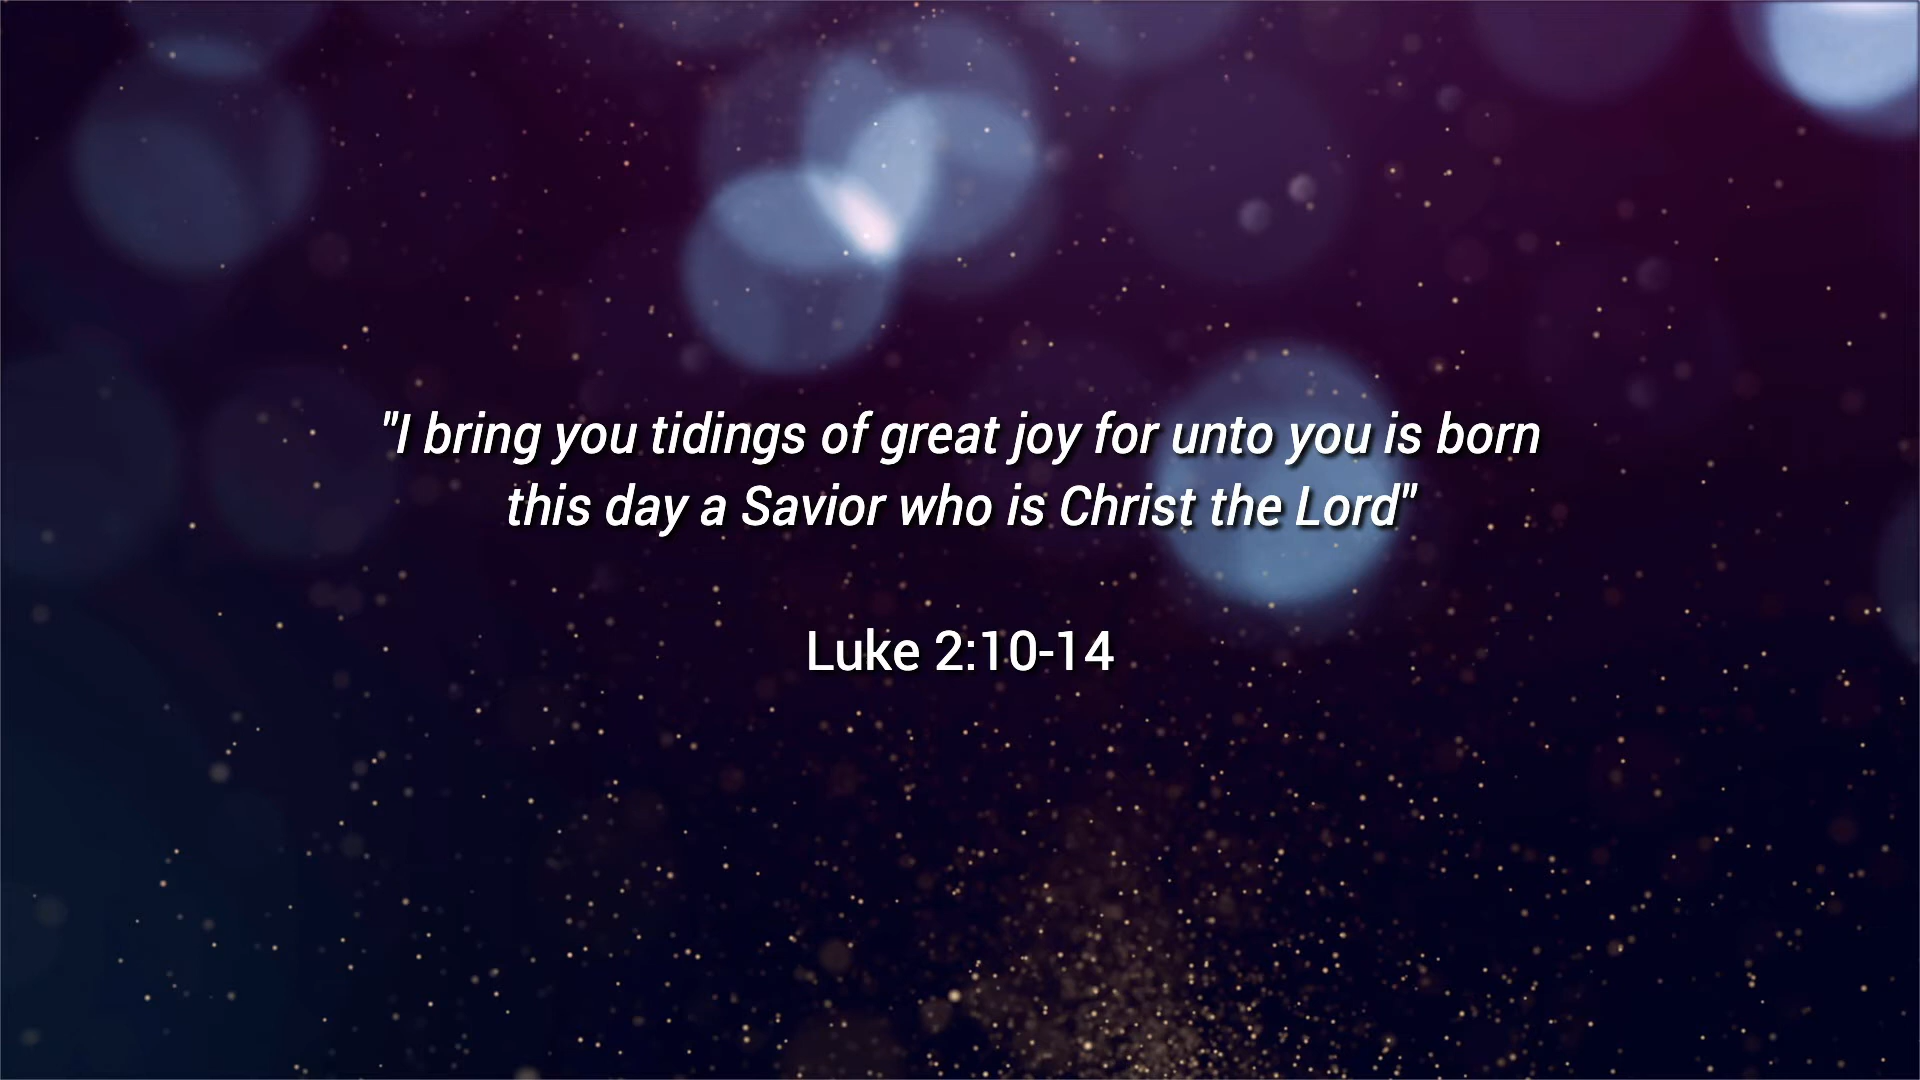 "I bring you tidings of great joy for unto you is born
this day a Savior who is Christ the Lord"
Luke 2:10-14